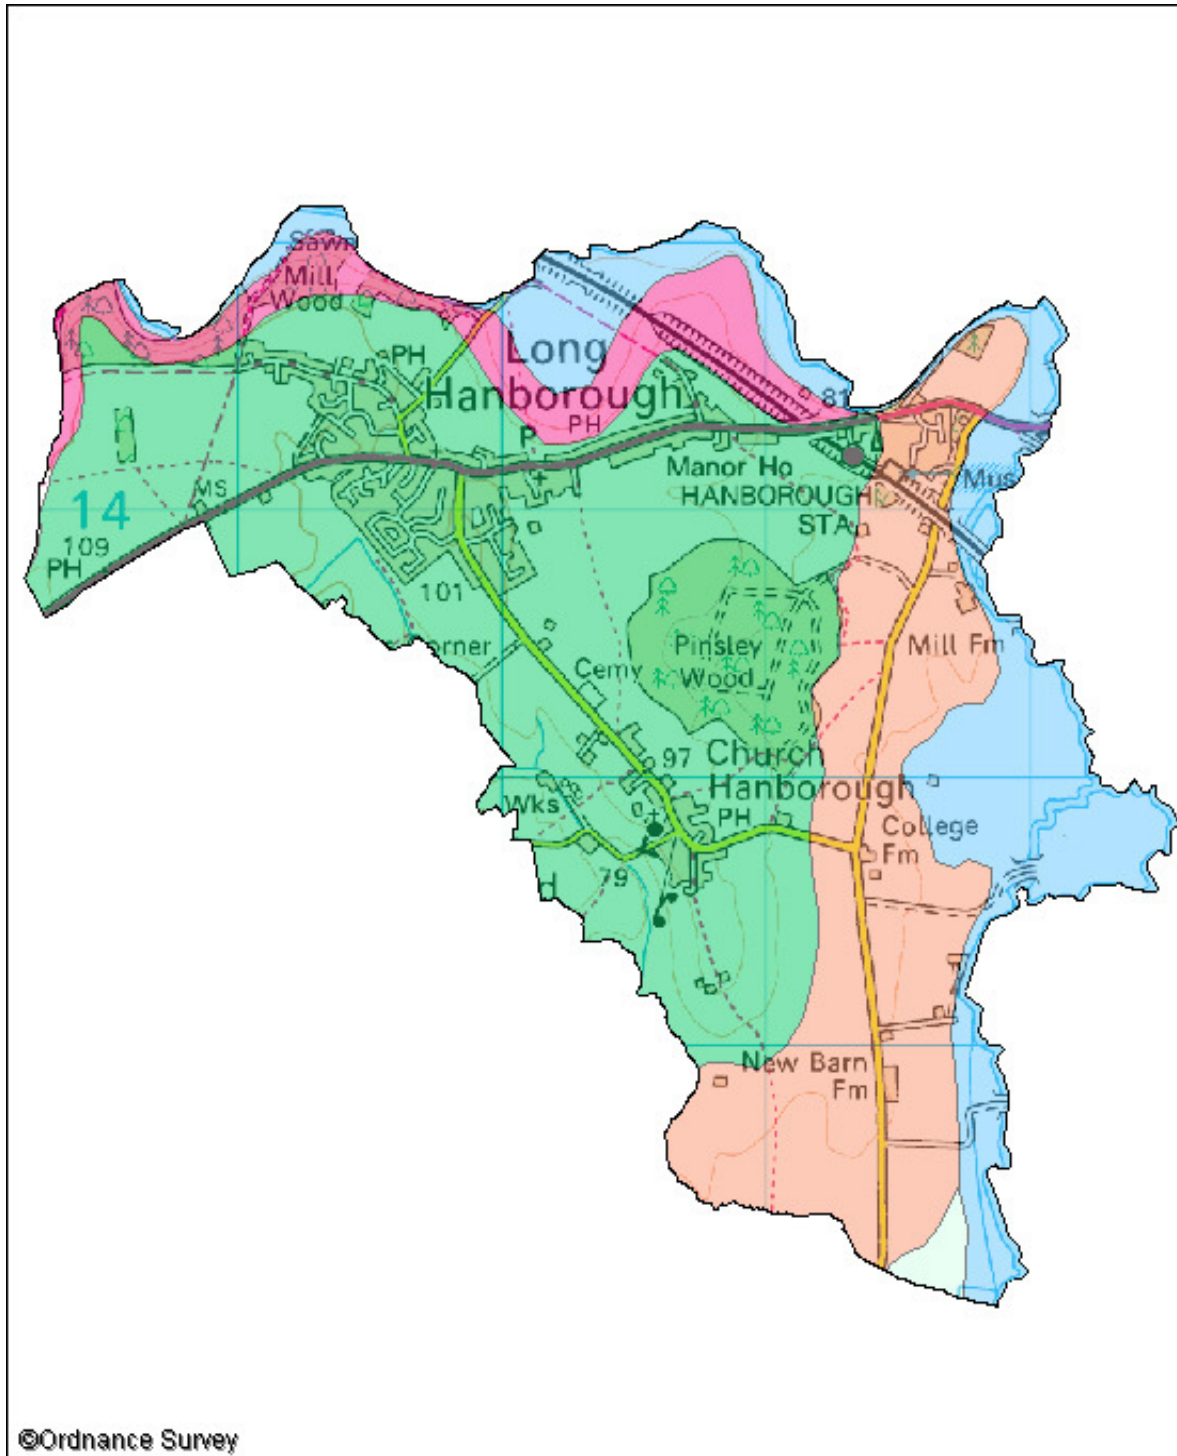 Sawn
Mill
Wood
PH
Long
Hanborough
PH
81
P
Manor Ho
Mus
HANBOROUGH
STA
MS
14
109
PH
101
orner
Cemy
Pinsley
Wood
Mill Fm
97
Church
Hanborough
Wks
PH
College
Fm
79
d
New Barn
Fm
©Ordnance Survey